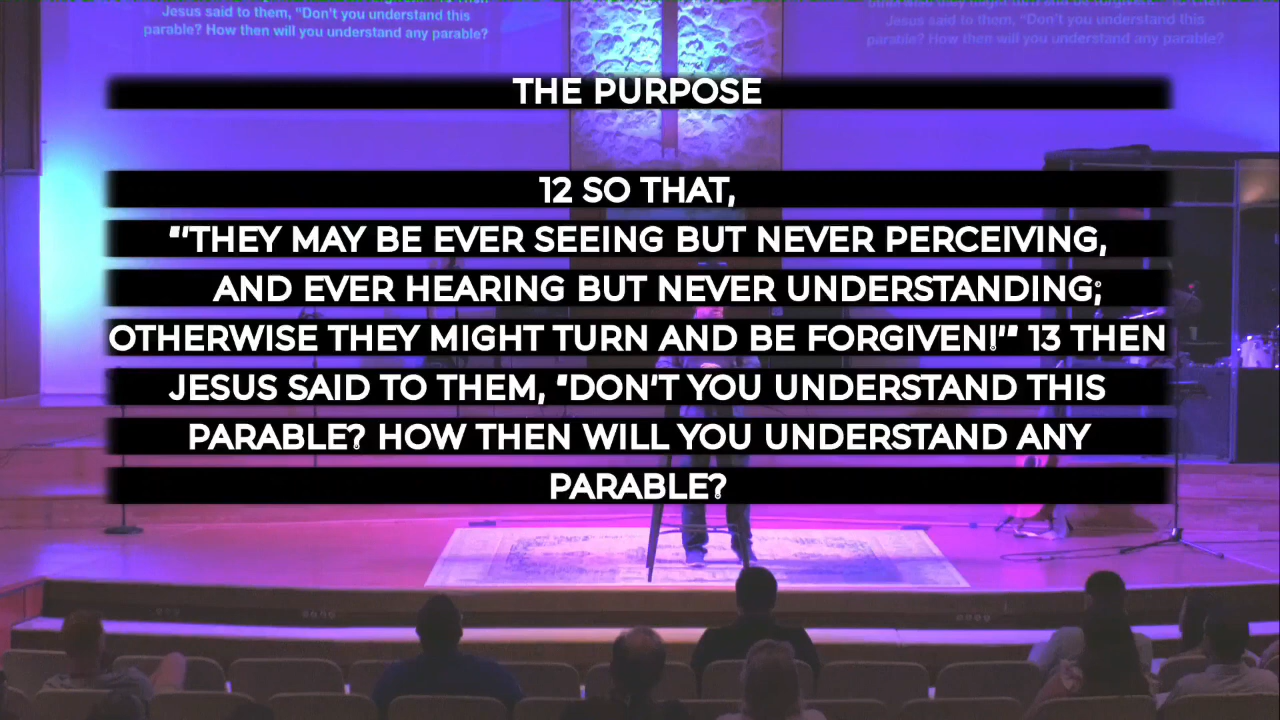 Jesus said to them, "Don't you understand this
parable? How then will you understand any parable?
Jesus said to them, "Don't you understand this
parable? How then will you understand any parable?
THE PURPOSE
12 SO THAT,
"'THEY MAY BE EVER SEEING BUT NEVER PERCEIVING,
AND EVER HEARING BUT NEVER UNDERSTANDING;
OTHERWISE THEY MIGHT TURN AND BE FORGIVEN!'" 13 THEN
JESUS SAID TO THEM, "DON'T YOU UNDERSTAND THIS
PARABLE? HOW THEN WILL YOU UNDERSTAND ANY
PARABLE?